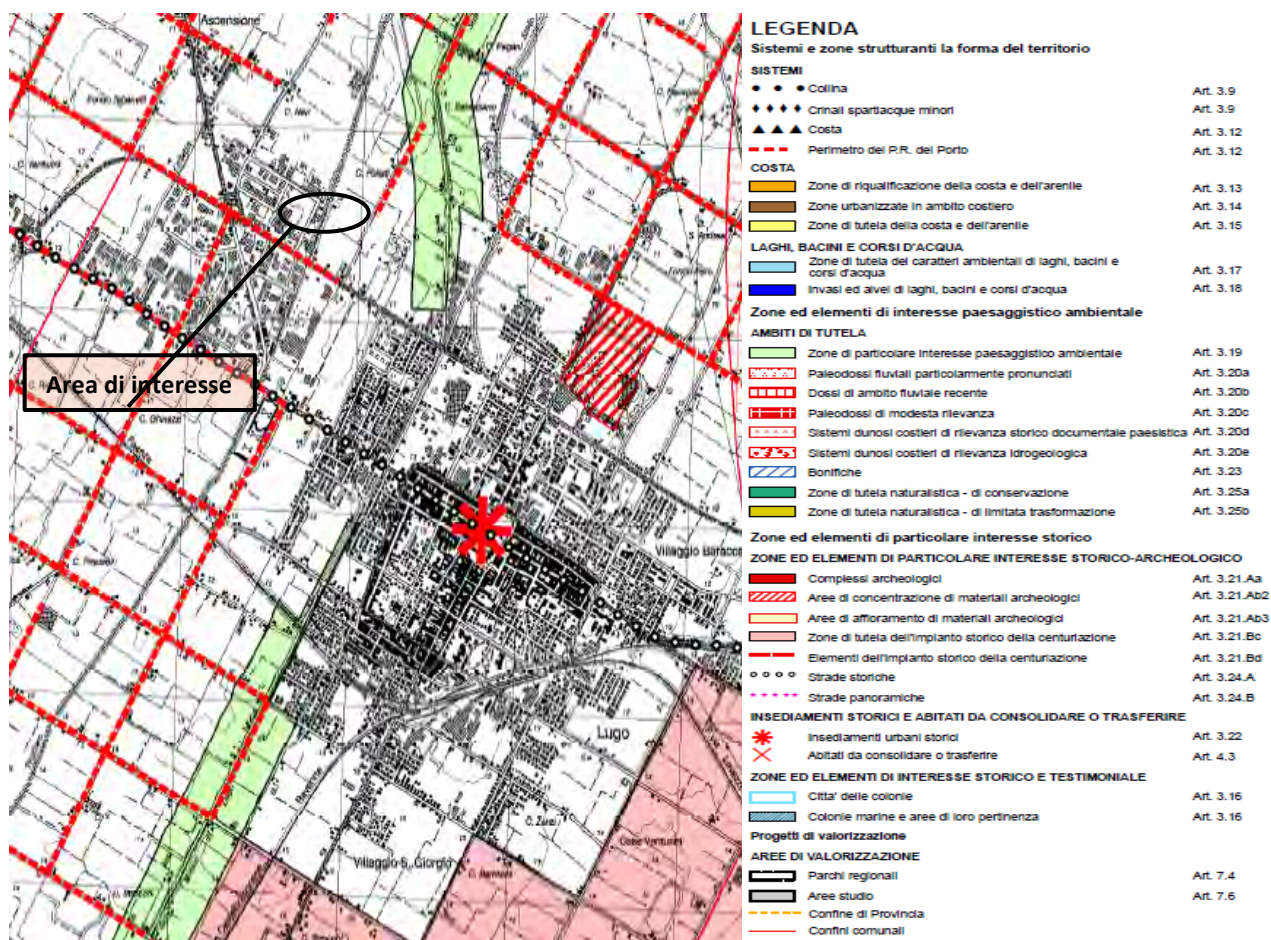 Ascensione
Area di interesse
Villaggio Baracca
Lugo
Villaggio S. Giorgio
LEGENDA
Sistemi e zone strutturanti la forma del territorio
SISTEMI
Collina Art. 3.9
Crinali spartiacque minori Art. 3.9
Costa Art. 3.12
Perimetro del P.R. del Porto Art. 3.12
COSTA
Zone di riqualificazione della costa e dell'arenile Art. 3.13
Zone urbanizzate in ambito costiero Art. 3.14
Zone di tutela della costa e dell'arenile Art. 3.15
LAGHI, BACINI E CORSI D'ACQUA
Zone di tutela dei caratteri ambientali di laghi, bacini e
corsi d'acqua Art. 3.17
Invasi ed alvei di laghi, bacini e corsi d'acqua Art. 3.18
Zone ed elementi di interesse paesaggistico ambientale
AMBITI DI TUTELA
Zone di particolare interesse paesaggistico ambientale Art. 3.19
Paleodossi fluviali particolarmente pronunciati Art. 3.20a
Dossi di ambito fluviale recente Art. 3.20b
Paleodossi di modesta rilevanza Art. 3.20c
Sistemi dunosi costieri di rilevanza storico documentale paesistica Art. 3.20d
Sistemi dunosi costieri di rilevanza idrogeologica Art. 3.20e
Bonifiche Art. 3.23
Zone di tutela naturalistica - di conservazione Art. 3.25a
Zone di tutela naturalistica - di limitata trasformazione Art. 3.25b
Zone ed elementi di particolare interesse storico
ZONE ED ELEMENTI DI PARTICOLARE INTERESSE STORICO-ARCHEOLOGICO
Complessi archeologici Art. 3.21.Aa
Aree di concentrazione di materiali archeologici Art. 3.21.Ab2
Aree di affioramento di materiali archeologici Art. 3.21.Ab3
Zone di tutela dell'impianto storico della centuriazione Art. 3.21.Bc
Elementi dell'impianto storico della centuriazione Art. 3.21.Bd
Strade storiche Art. 3.24.A
Strade panoramiche Art. 3.24.B
INSEDIAMENTI STORICI E ABITATI DA CONSOLIDARE O TRASFERIRE
Insediamenti urbani storici Art. 3.22
Abitati da consolidare o trasferire Art. 4.3
ZONE ED ELEMENTI DI INTERESSE STORICO E TESTIMONIALE
Citta' delle colonie Art. 3.16
Colonie marine e aree di loro pertinenza Art. 3.16
Progetti di valorizzazione
AREE DI VALORIZZAZIONE
Parchi regionali Art. 7.4
Aree studio Art. 7.6
Confine di Provincia
Confini comunali